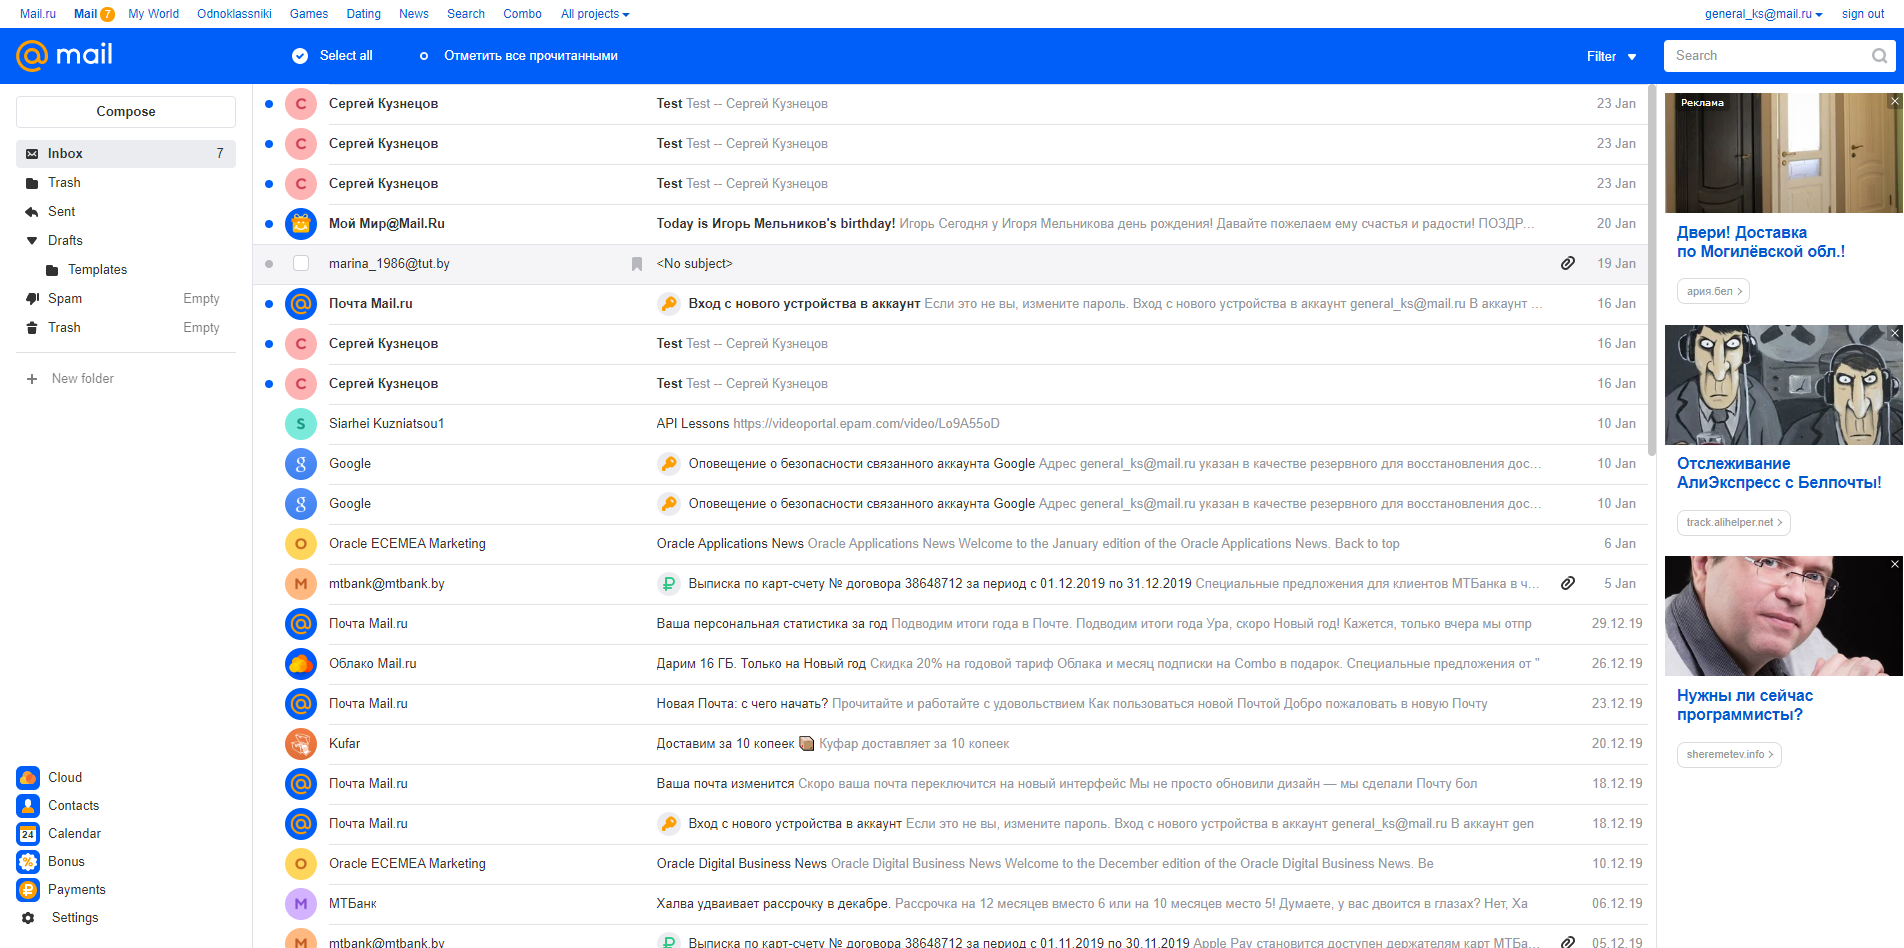 Mail.ru Mail 7 My World Odnoklassniki Games Dating News Search Combo All projects general_ks@mail.ru sign out
@mail Select all Отметить все прочитанными Filter Search
Compose
Inbox 7
Trash
Sent
Drafts
Templates
Spam Empty
Trash Empty
+ New folder
Cloud
Contacts
24 Calendar
Bonus
Payments
Settings
С Сергей Кузнецов Test Test -- Сергей Кузнецов 23 Jan
С Сергей Кузнецов Test Test -- Сергей Кузнецов 23 Jan
С Сергей Кузнецов Test Test -- Сергей Кузнецов 23 Jan
Мой Мир@Mail.Ru Today is Игорь Мельников's birthday! Игорь Сегодня у Игоря Мельникова день рождения! Давайте пожелаем ему счастья и радости! ПОЗДР...
marina_1986@tut.by <No subject> 19 Jan
@ Почта Mail.ru Вход с нового устройства в аккаунт Если это не вы, измените пароль. Вход с нового устройства в аккаунт general_ks@mail.ru В аккаунт ... 16 Jan
С Сергей Кузнецов Test Test -- Сергей Кузнецов 16 Jan
С Сергей Кузнецов Test Test -- Сергей Кузнецов 16 Jan
S Siarhei Kuzniatsou1 API Lessons https://videoportal.epam.com/video/Lo9A55oD 10 Jan
g Google Оповещение о безопасности связанного аккаунта Google Адрес general_ks@mail.ru указан в качестве резервного для восстановления дос... 10 Jan
g Google Оповещение о безопасности связанного аккаунта Google Адрес general_ks@mail.ru указан в качестве резервного для восстановления дос... 10 Jan
O Oracle ECEMEA Marketing Oracle Applications News Oracle Applications News Welcome to the January edition of the Oracle Applications News. Back to top 6 Jan
M mtbank@mtbank.by ₽ Выписка по карт-счету № договора 38648712 за период с 01.12.2019 по 31.12.2019 Специальные предложения для клиентов МТБанка в ч... 5 Jan
@ Почта Mail.ru Ваша персональная статистика за год Подводим итоги года в Почте. Подводим итоги года Ура, скоро Новый год! Кажется, только вчера мы отпр 29.12.19
Облако Mail.ru Дарим 16 ГБ. Только на Новый год Скидка 20% на годовой тариф Облака и месяц подписки на Combo в подарок. Специальные предложения от " 26.12.19
@ Почта Mail.ru Новая Почта: с чего начать? Прочитайте и работайте с удовольствием Как пользоваться новой Почтой Добро пожаловать в новую Почту 23.12.19
Kufar Доставим за 10 копеек 📦 Куфар доставляет за 10 копеек 20.12.19
@ Почта Mail.ru Ваша почта изменится Скоро ваша почта переключится на новый интерфейс Мы не просто обновили дизайн — мы сделали Почту бол 18.12.19
@ Почта Mail.ru Вход с нового устройства в аккаунт Если это не вы, измените пароль. Вход с нового устройства в аккаунт general_ks@mail.ru В аккаунт gen 18.12.19
O Oracle ECEMEA Marketing Oracle Digital Business News Oracle Digital Business News Welcome to the December edition of the Oracle Digital Business News. Be 10.12.19
М МТБанк Халва удваивает рассрочку в декабре. Рассрочка на 12 месяцев вместо 6 или на 10 месяцев место 5! Думаете, у вас двоится в глазах? Нет, Ха 06.12.19
M mtbank@mtbank.by ₽ Выписка по карт-счету № договора 38648712 за период с 01.11.2019 по 30.11.2019 Apple Pay становится доступен держателям карт МТБа... 05.12.19
20 Jan
Реклама
Двери! Доставка
по Могилёвской обл.!
ария.бел >
Отслеживание
АлиЭкспресс с Белпочты!
track.alihelper.net >
Нужны ли сейчас
программисты?
sheremetev.info >